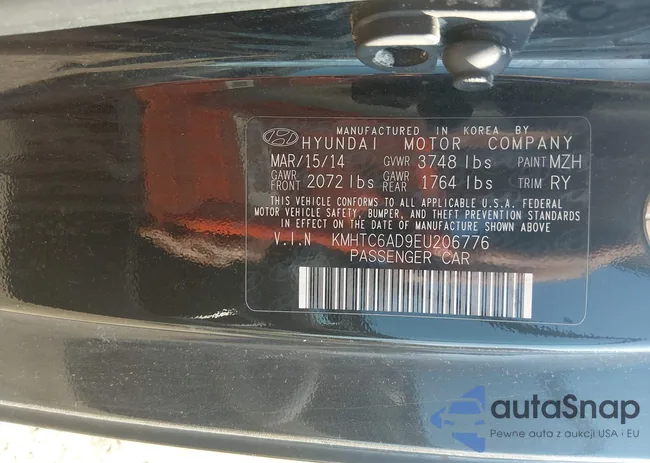 MANUFACTURED IN KOREA BY
HYUNDAI MOTOR COMPANY
MAR/15/14 GVWR 3748 lbs PAINT MZH
GAWR FRONT 2072 lbs GAWR REAR 1764 lbs TRIM RY
THIS VEHICLE CONFORMS TO ALL APPLICABLE U.S.A. FEDERAL
MOTOR VEHICLE SAFETY, BUMPER, AND THEFT PREVENTION STANDARDS
IN EFFECT ON THE DATE OF MANUFACTURE SHOWN ABOVE
V.I.N KMHTC6AD9EU206776
PASSENGER CAR
autaSnap
Pewne auta z aukcji USA i EU